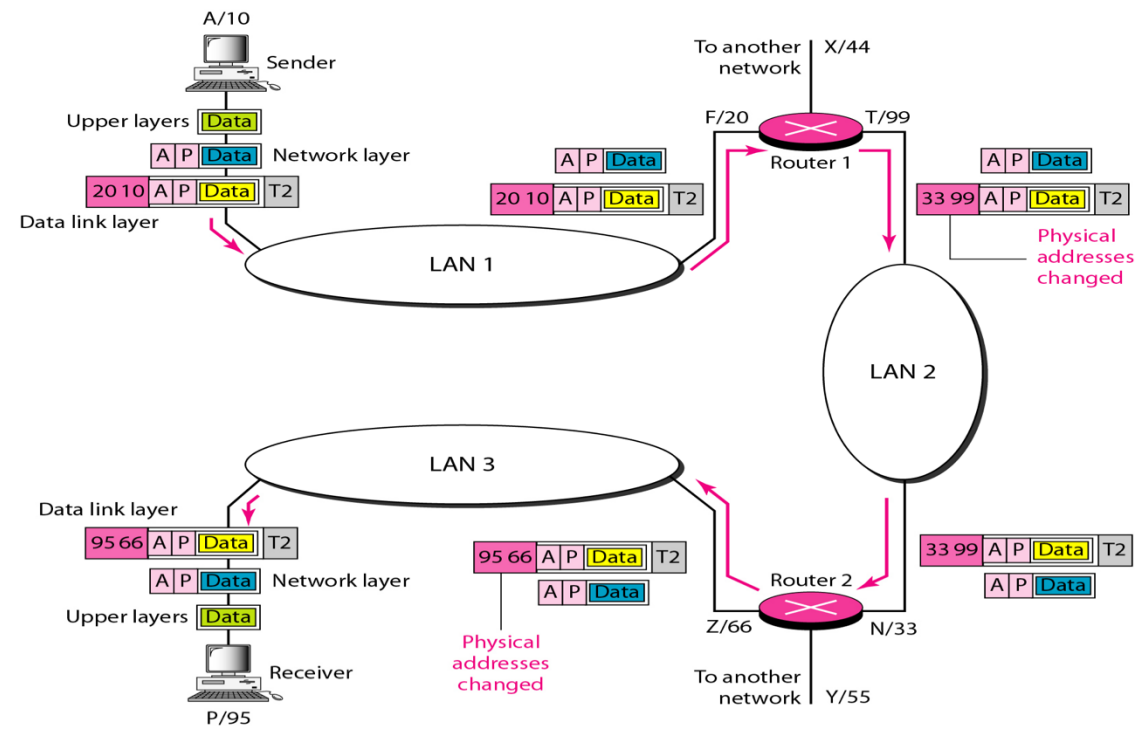 A/10
Sender
Upper layers Data
A P Data Network layer
20 10 A P Data T2
Data link layer
LAN 1
A P Data
20 10 A P Data T2
To another
network
X/44
F/20
T/99
Router 1
A P Data
33 99 A P Data T2
Physical
addresses
changed
LAN 2
33 99 A P Data T2
A P Data
Router 2
Z/66
N/33
To another
network
Y/55
LAN 3
95 66 A P Data T2
A P Data
Physical
addresses
changed
Data link layer
95 66 A P Data T2
A P Data Network layer
Upper layers Data
Receiver
P/95